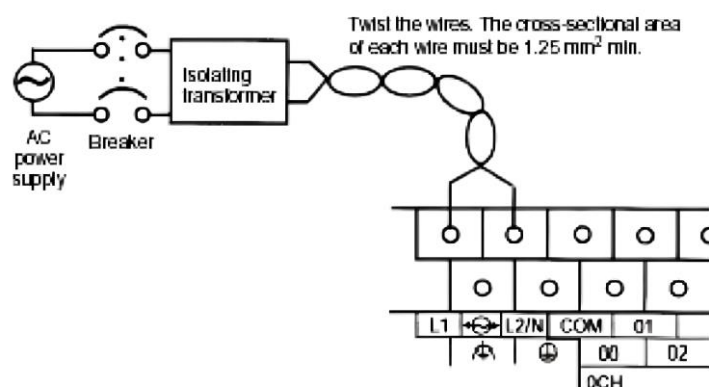 Twist the wires. The cross-sectional area
of each wire must be 1.25 mm² min.
Isolating
transformer
AC
power
supply
Breaker
L1 L2/N COM 01
00 02
0CH